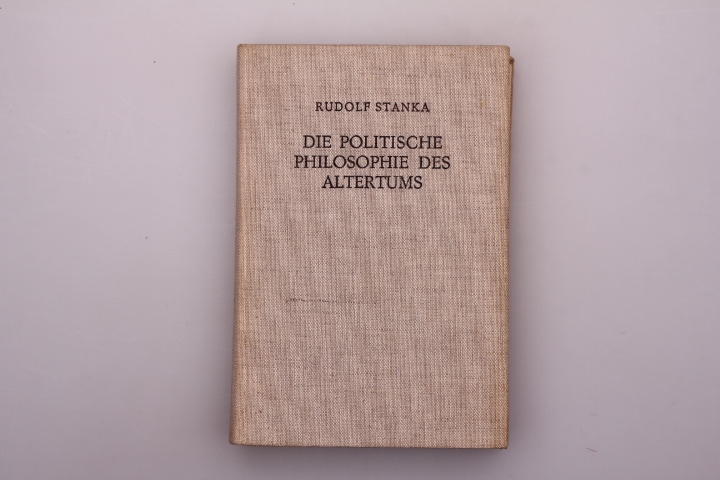 RUDOLF STANKA
DIE POLITISCHE
PHILOSOPHIE DES
ALTERTUMS